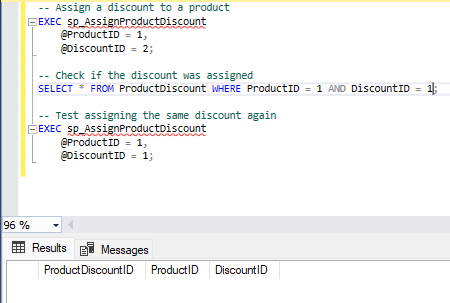 -- Assign a discount to a product
EXEC sp_AssignProductDiscount
@ProductID = 1,
@DiscountID = 2;
-- Check if the discount was assigned
SELECT * FROM ProductDiscount WHERE ProductID = 1 AND DiscountID = 1;
-- Test assigning the same discount again
EXEC sp_AssignProductDiscount
@ProductID = 1,
@DiscountID = 1;
96 %
Results Messages
ProductDiscountID ProductID DiscountID